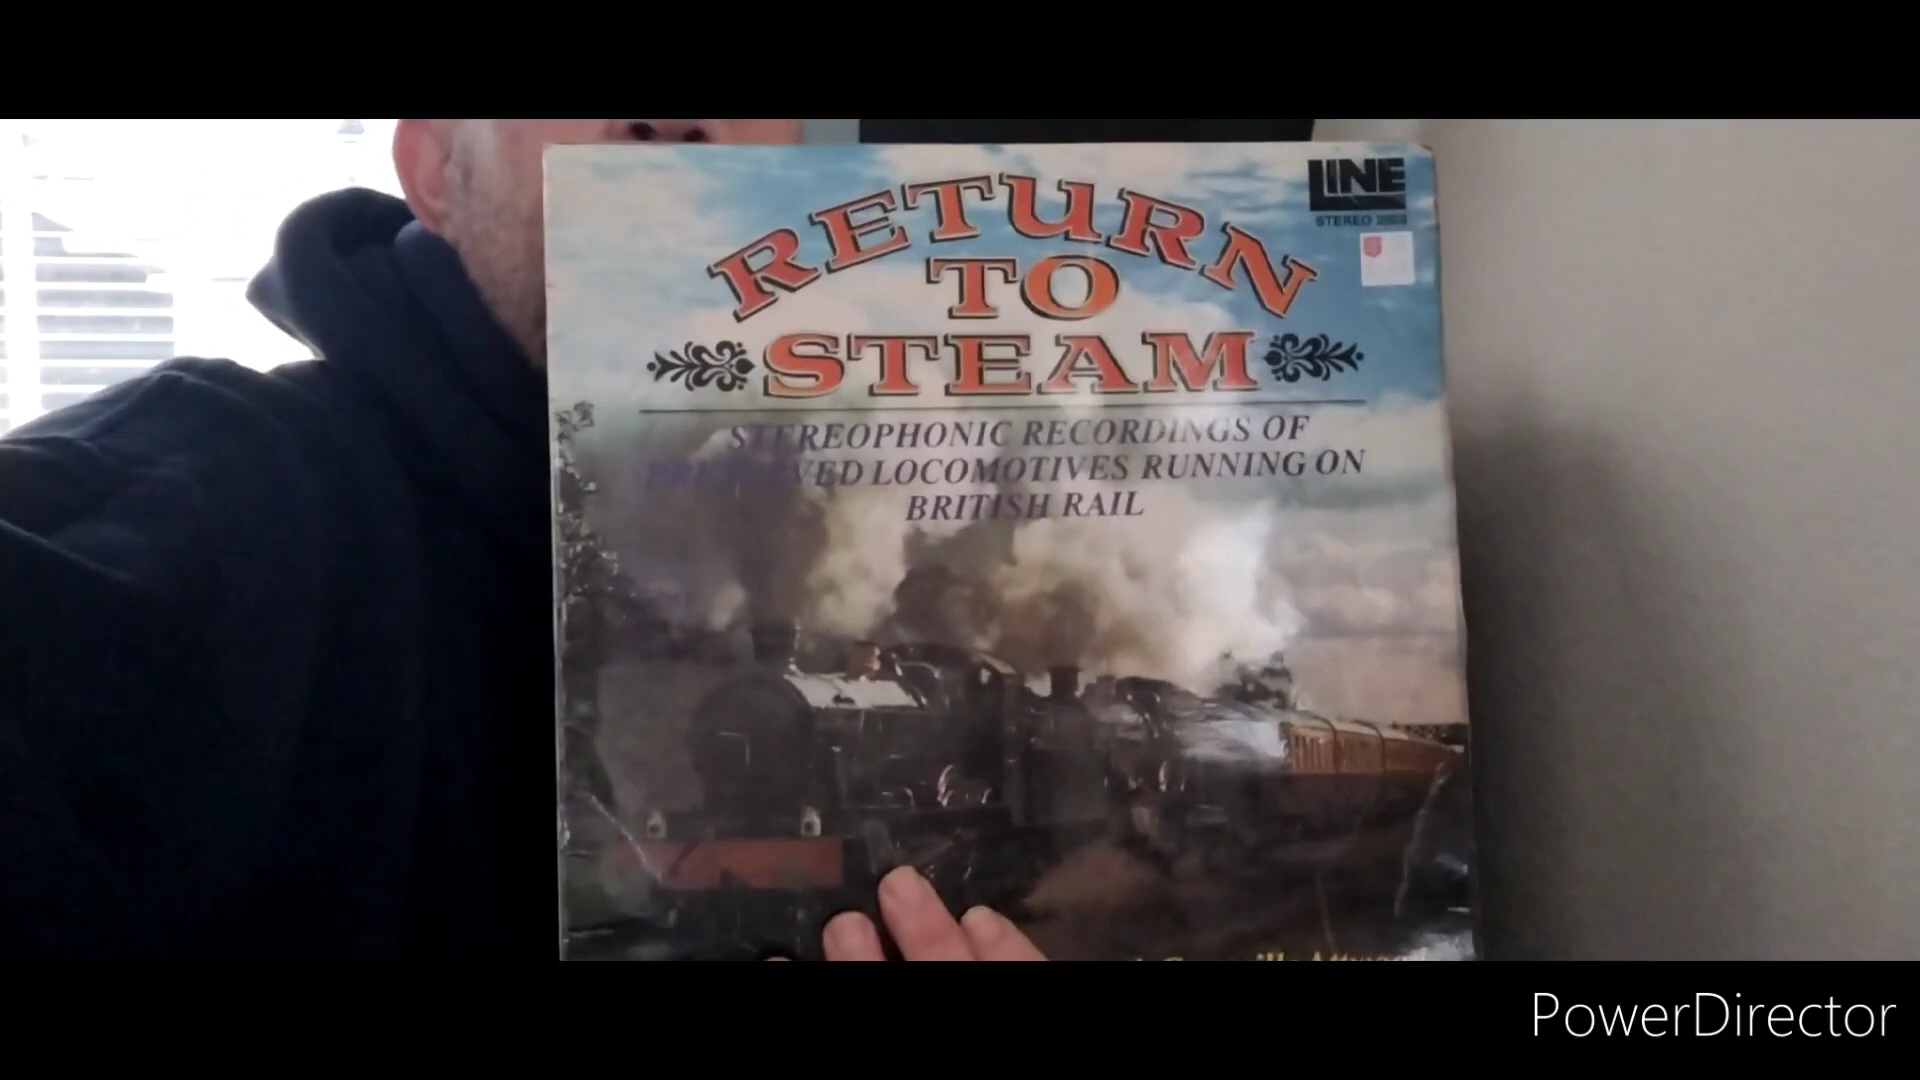 LINE
STEREO
RETURN
TO
STEAM
STEREOPHONIC RECORDINGS OF
LOCOMOTIVES RUNNING ON
BRITISH RAIL
PowerDirector